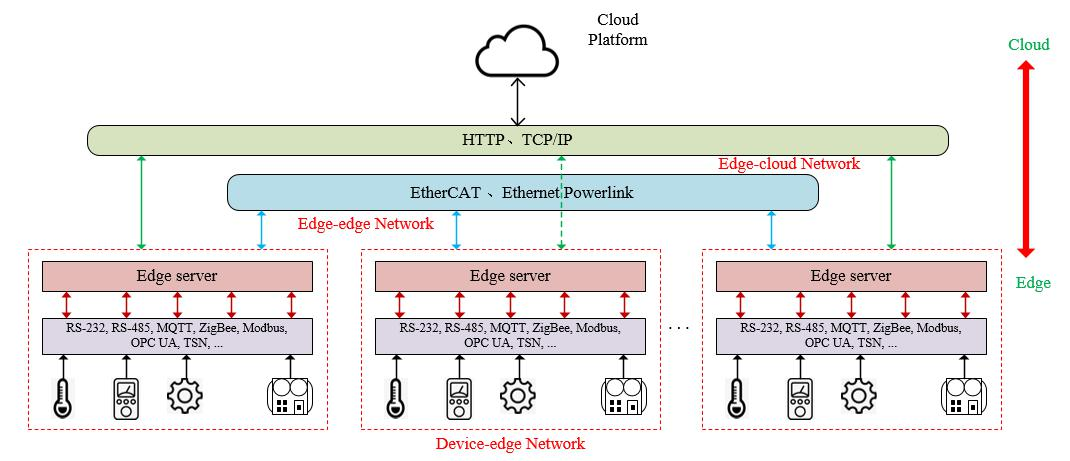 Cloud
Platform
Cloud
HTTP、TCP/IP
Edge-cloud Network
EtherCAT 、Ethernet Powerlink
Edge-edge Network
Edge server
Edge server
Edge server
Edge
RS-232, RS-485, MQTT, ZigBee, Modbus,
OPC UA, TSN, ...
RS-232, RS-485, MQTT, ZigBee, Modbus,
OPC UA, TSN, ...
...
RS-232, RS-485, MQTT, ZigBee, Modbus,
OPC UA, TSN, ...
Device-edge Network